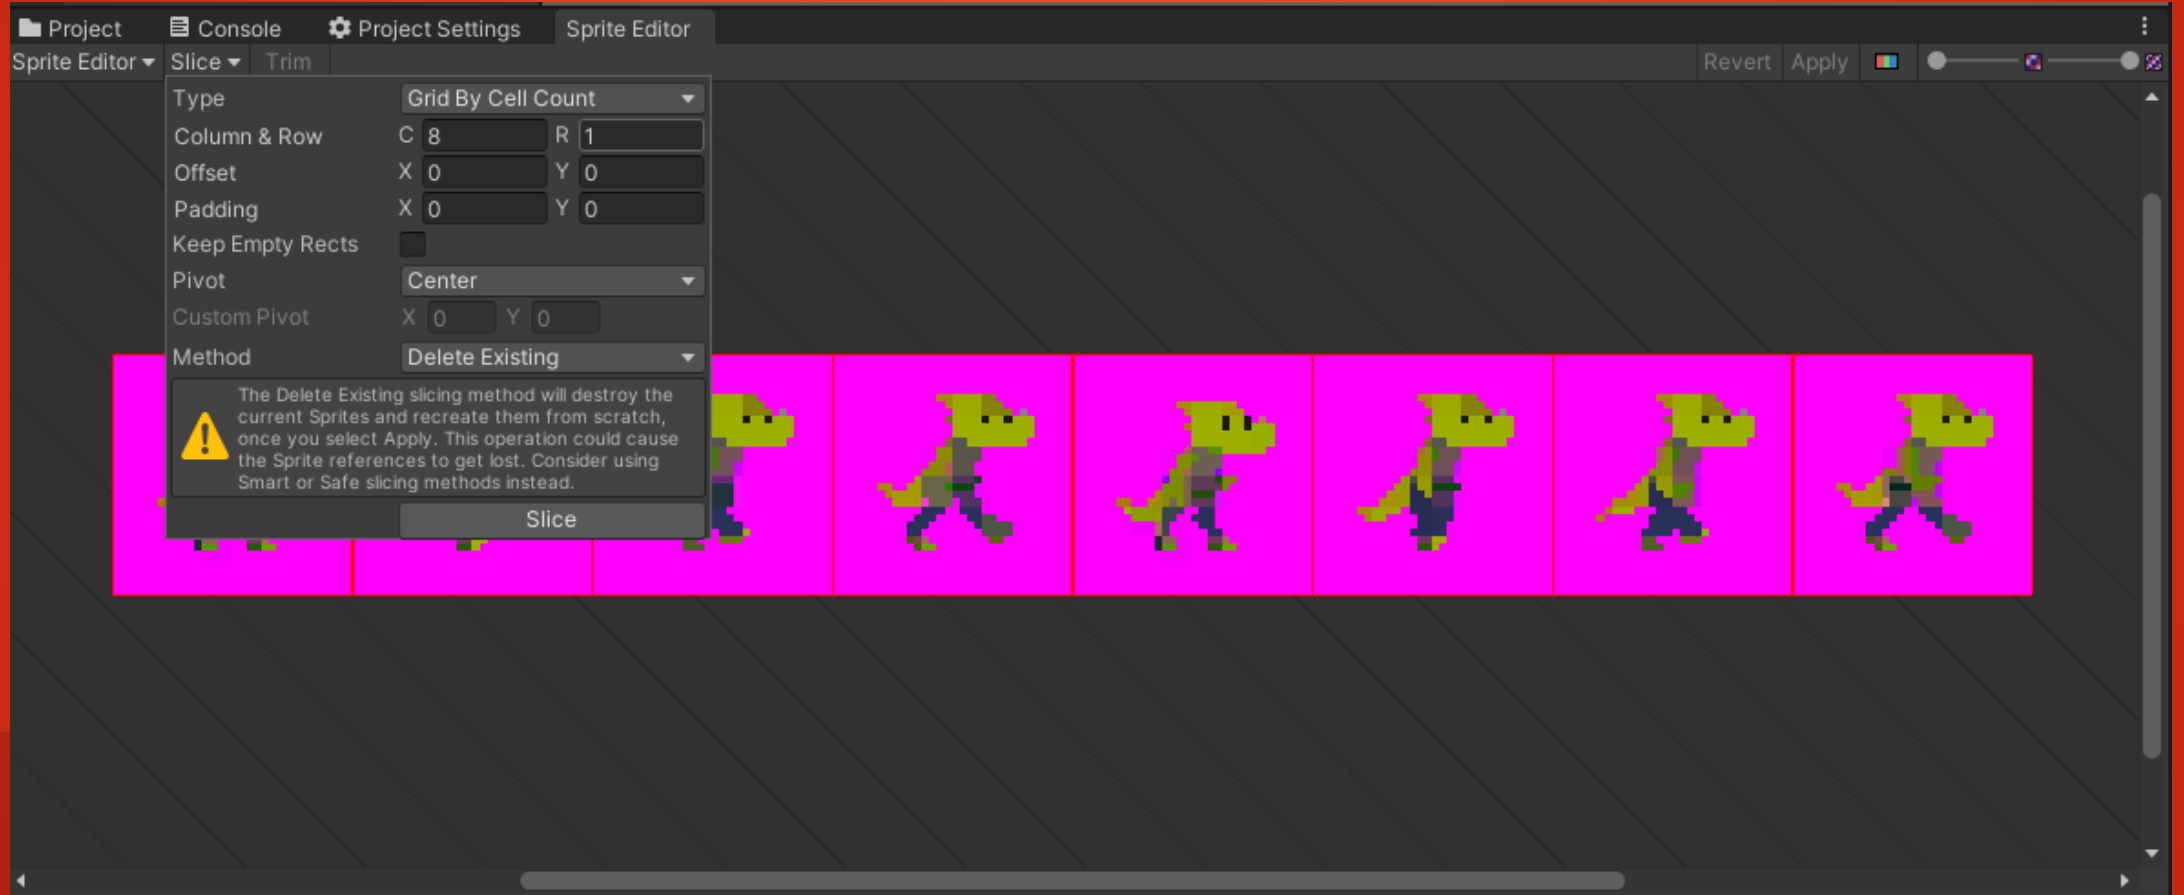 Project Console Project Settings Sprite Editor
Sprite Editor Slice Trim Revert Apply
Type Grid By Cell Count
Column & Row C 8 R 1
Offset X 0 Y 0
Padding X 0 Y 0
Keep Empty Rects
Pivot Center
Custom Pivot X 0 Y 0
Method Delete Existing
The Delete Existing slicing method will destroy the
current Sprites and recreate them from scratch,
once you select Apply. This operation could cause
the Sprite references to get lost. Consider using
Smart or Safe slicing methods instead.
Slice